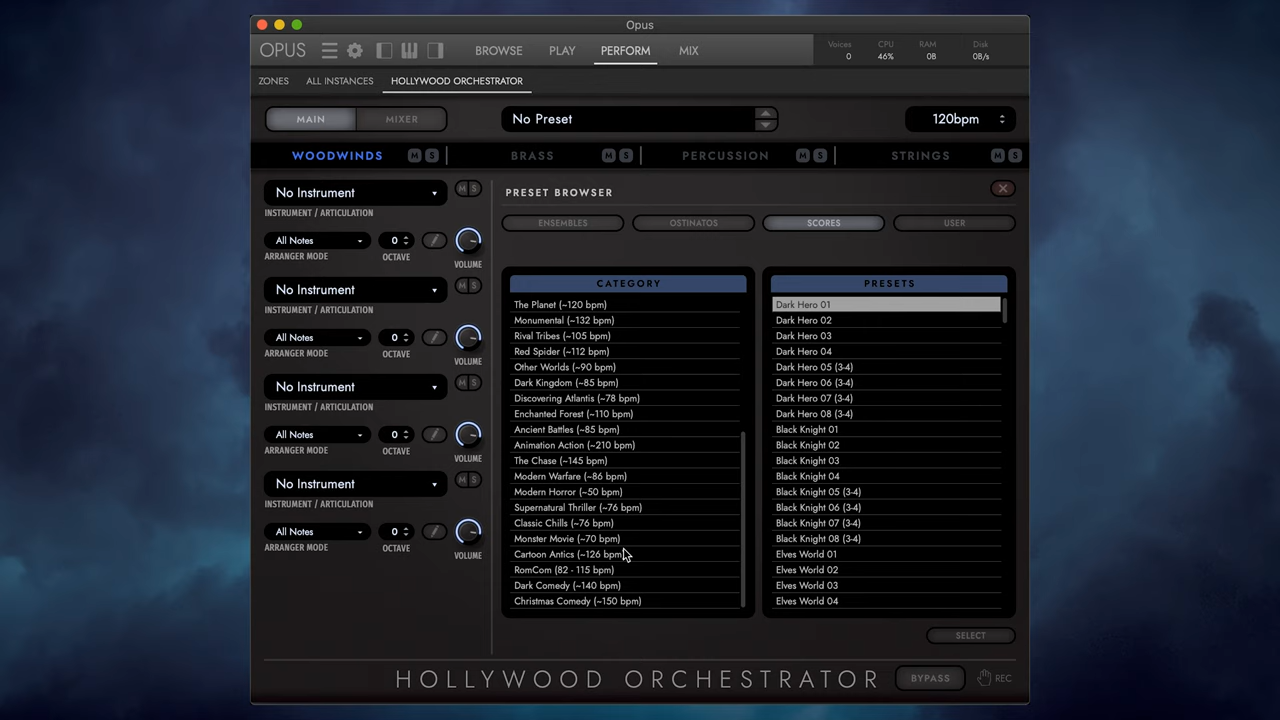 Opus
OPUS BROWSE PLAY PERFORM MIX Voices CPU RAM Disk
0 46% 0B 0B/s
ZONES ALL INSTANCES HOLLYWOOD ORCHESTRATOR
MAIN MIXER No Preset 120bpm
WOODWINDS M S BRASS M S PERCUSSION M S STRINGS M S
No Instrument M S
INSTRUMENT / ARTICULATION
All Notes 0
ARRANGER MODE OCTAVE VOLUME
No Instrument M S
INSTRUMENT / ARTICULATION
All Notes 0
ARRANGER MODE OCTAVE VOLUME
No Instrument M S
INSTRUMENT / ARTICULATION
All Notes 0
ARRANGER MODE OCTAVE VOLUME
No Instrument M S
INSTRUMENT / ARTICULATION
All Notes 0
ARRANGER MODE OCTAVE VOLUME
PRESET BROWSER
ENSEMBLES OSTINATOS SCORES USER
CATEGORY
The Planet (~120 bpm)
Monumental (~132 bpm)
Rival Tribes (~105 bpm)
Red Spider (~112 bpm)
Other Worlds (~90 bpm)
Dark Kingdom (~85 bpm)
Discovering Atlantis (~78 bpm)
Enchanted Forest (~110 bpm)
Ancient Battles (~85 bpm)
Animation Action (~210 bpm)
The Chase (~145 bpm)
Modern Warfare (~86 bpm)
Modern Horror (~50 bpm)
Supernatural Thriller (~76 bpm)
Classic Chills (~76 bpm)
Monster Movie (~70 bpm)
Cartoon Antics (~126 bpm)
RomCom (82 - 115 bpm)
Dark Comedy (~140 bpm)
Christmas Comedy (~150 bpm)
PRESETS
Dark Hero 01
Dark Hero 02
Dark Hero 03
Dark Hero 04
Dark Hero 05 (3-4)
Dark Hero 06 (3-4)
Dark Hero 07 (3-4)
Dark Hero 08 (3-4)
Black Knight 01
Black Knight 02
Black Knight 03
Black Knight 04
Black Knight 05 (3-4)
Black Knight 06 (3-4)
Black Knight 07 (3-4)
Black Knight 08 (3-4)
Elves World 01
Elves World 02
Elves World 03
Elves World 04
SELECT
HOLLYWOOD ORCHESTRATOR BYPASS REC